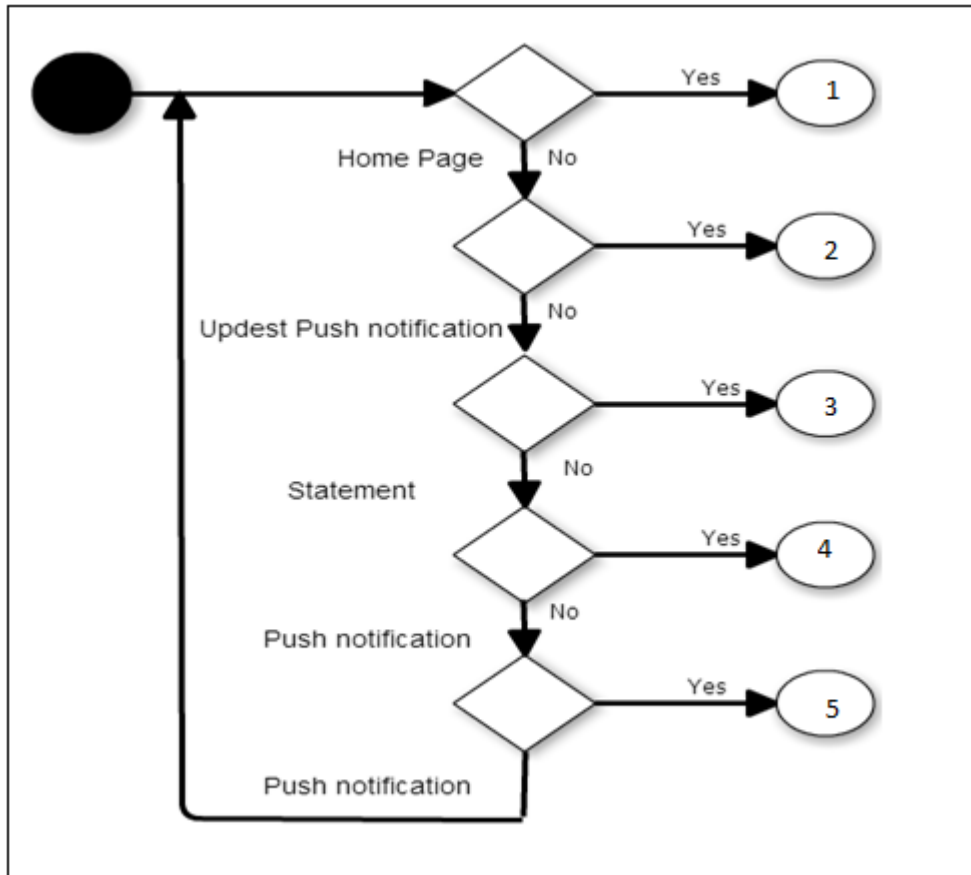 Yes
1
Home Page
No
Yes
2
No
Updest Push notification
Yes
3
No
Statement
Yes
4
No
Push notification
Yes
5
Push notification